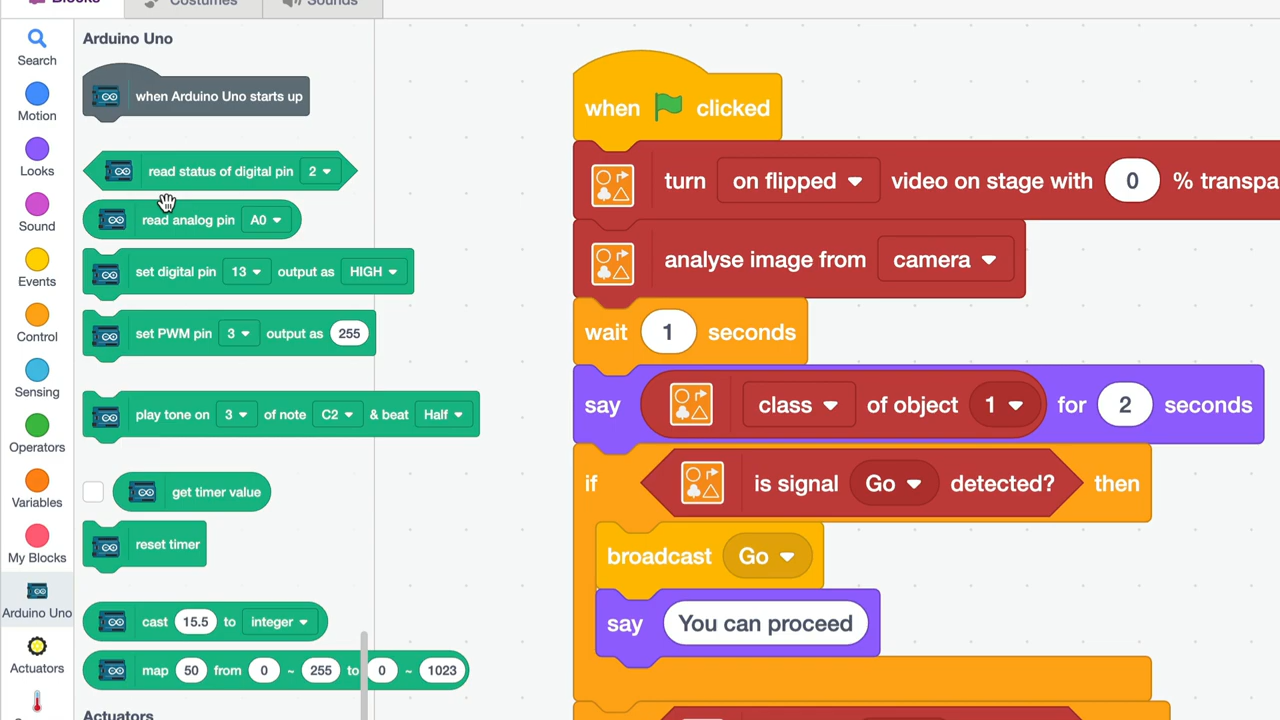 Blocks
Costumes
Sounds
Search
Motion
Looks
Sound
Events
Control
Sensing
Operators
Variables
My Blocks
Arduino Uno
Actuators
Arduino Uno
when Arduino Uno starts up
read status of digital pin 2
read analog pin A0
set digital pin 13 output as HIGH
set PWM pin 3 output as 255
play tone on 3 of note C2 & beat Half
get timer value
reset timer
cast 15.5 to integer
map 50 from 0 ~ 255 to 0 ~ 1023
Actuators
when clicked
turn on flipped video on stage with 0 % transpa
analyse image from camera
wait 1 seconds
say class of object 1 for 2 seconds
if is signal Go detected? then
broadcast Go
say You can proceed